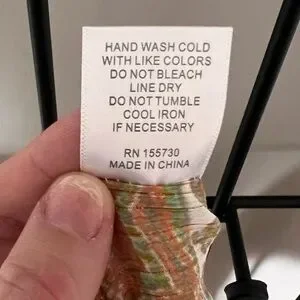 HAND WASH COLD
WITH LIKE COLORS
DO NOT BLEACH
LINE DRY
DO NOT TUMBLE
COOL IRON
IF NECESSARY
RN 155730
MADE IN CHINA